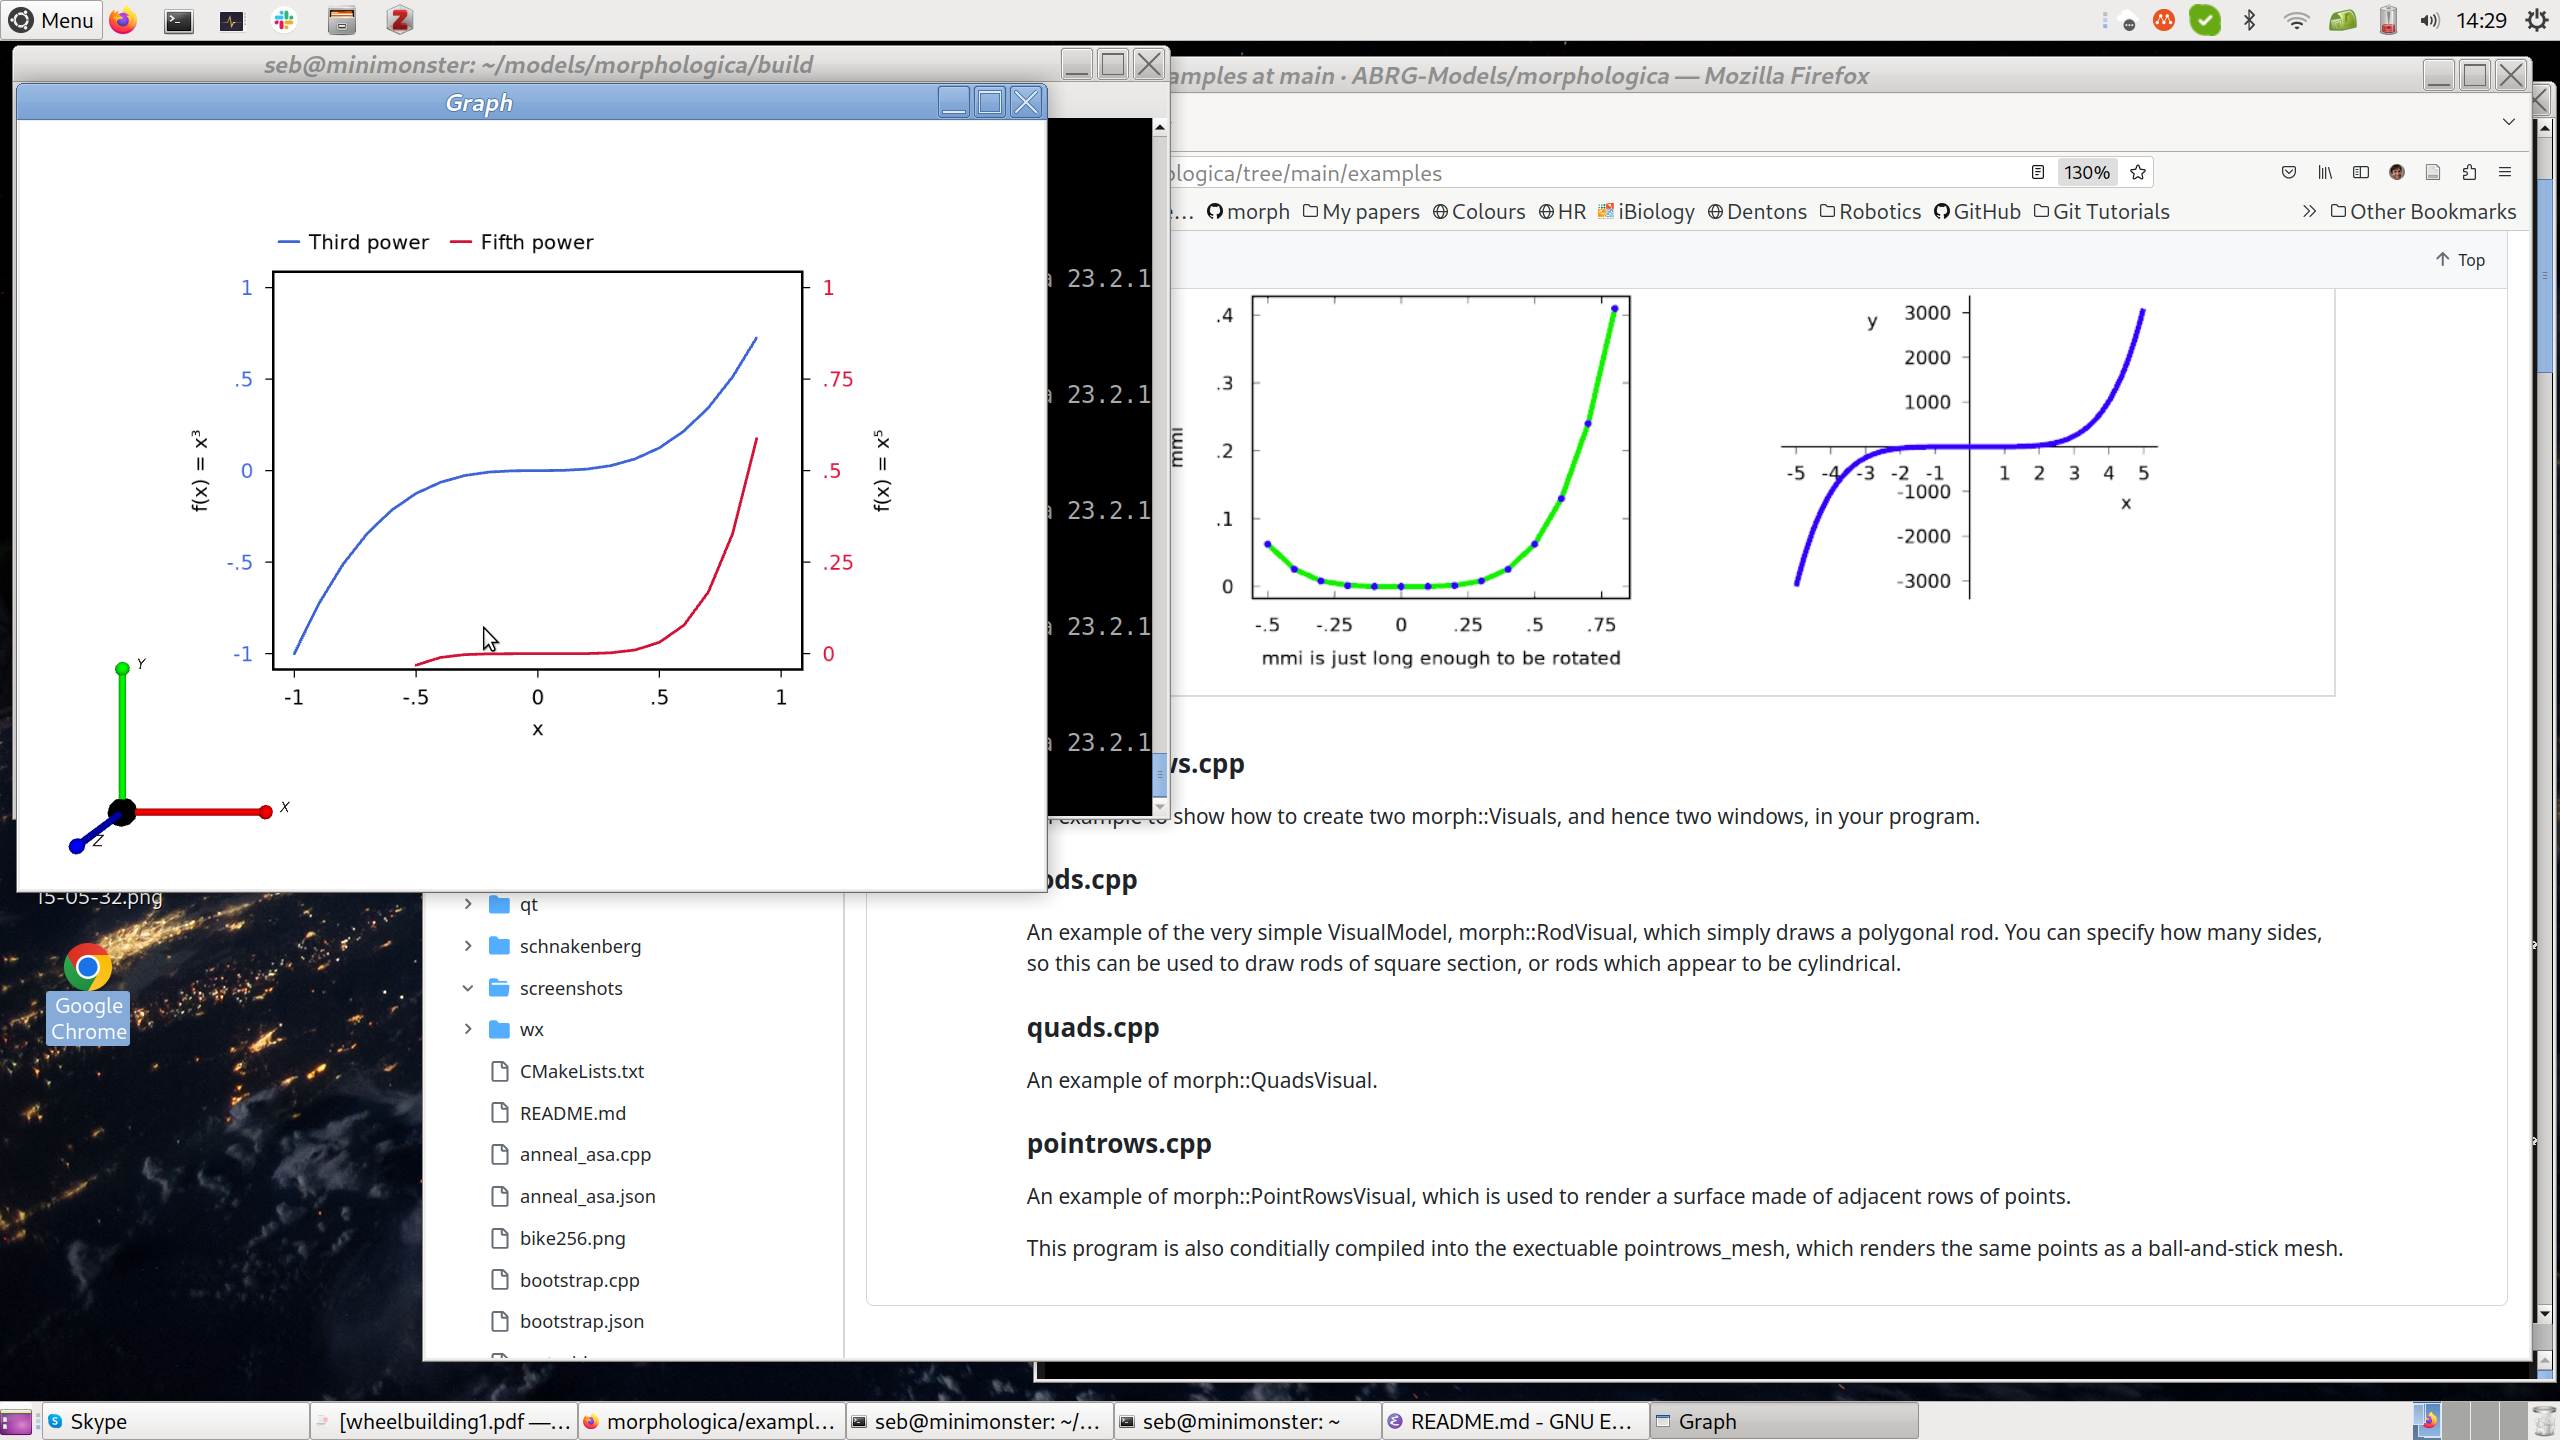 Menu
14:29
seb@minimonster: ~/models/morphologica/build
amples at main · ABRG-Models/morphologica — Mozilla Firefox
Graph
ologica/tree/main/examples
130%
morph My papers Colours HR iBiology Dentons Robotics GitHub Git Tutorials
Other Bookmarks
Top
Third power Fifth power
1
.5
0
-.5
-1
1
.75
.5
.25
0
f(x) = x³
f(x) = x⁵
-1 -.5 0 .5 1
x
Y
X
Z
23.2.1
23.2.1
23.2.1
23.2.1
23.2.1
.4
.3
.2
.1
0
mmi
-.5 -.25 0 .25 .5 .75
mmi is just long enough to be rotated
y
3000
2000
1000
-5 -4 -3 -2 -1 1 2 3 4 5
-1000
x
-2000
-3000
ws.cpp
example to show how to create two morph::Visuals, and hence two windows, in your program.
ods.cpp
An example of the very simple VisualModel, morph::RodVisual, which simply draws a polygonal rod. You can specify how many sides,
so this can be used to draw rods of square section, or rods which appear to be cylindrical.
quads.cpp
An example of morph::QuadsVisual.
pointrows.cpp
An example of morph::PointRowsVisual, which is used to render a surface made of adjacent rows of points.
This program is also conditially compiled into the exectuable pointrows_mesh, which renders the same points as a ball-and-stick mesh.
15-05-32.png
Google
Chrome
qt
schnakenberg
screenshots
wx
CMakeLists.txt
README.md
anneal_asa.cpp
anneal_asa.json
bike256.png
bootstrap.cpp
bootstrap.json
Skype
[wheelbuilding1.pdf —...
morphologica/exampl...
seb@minimonster: ~/...
seb@minimonster: ~
README.md - GNU E...
Graph